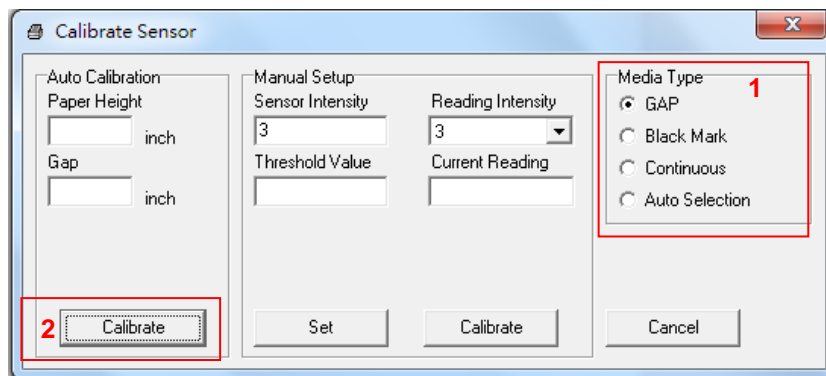 Calibrate Sensor
x
Auto Calibration
Paper Height
inch
Gap
inch
2
Calibrate
Manual Setup
Sensor Intensity
Reading Intensity
3
3
Threshold Value
Current Reading
Set
Calibrate
Media Type
1
GAP
Black Mark
Continuous
Auto Selection
Cancel